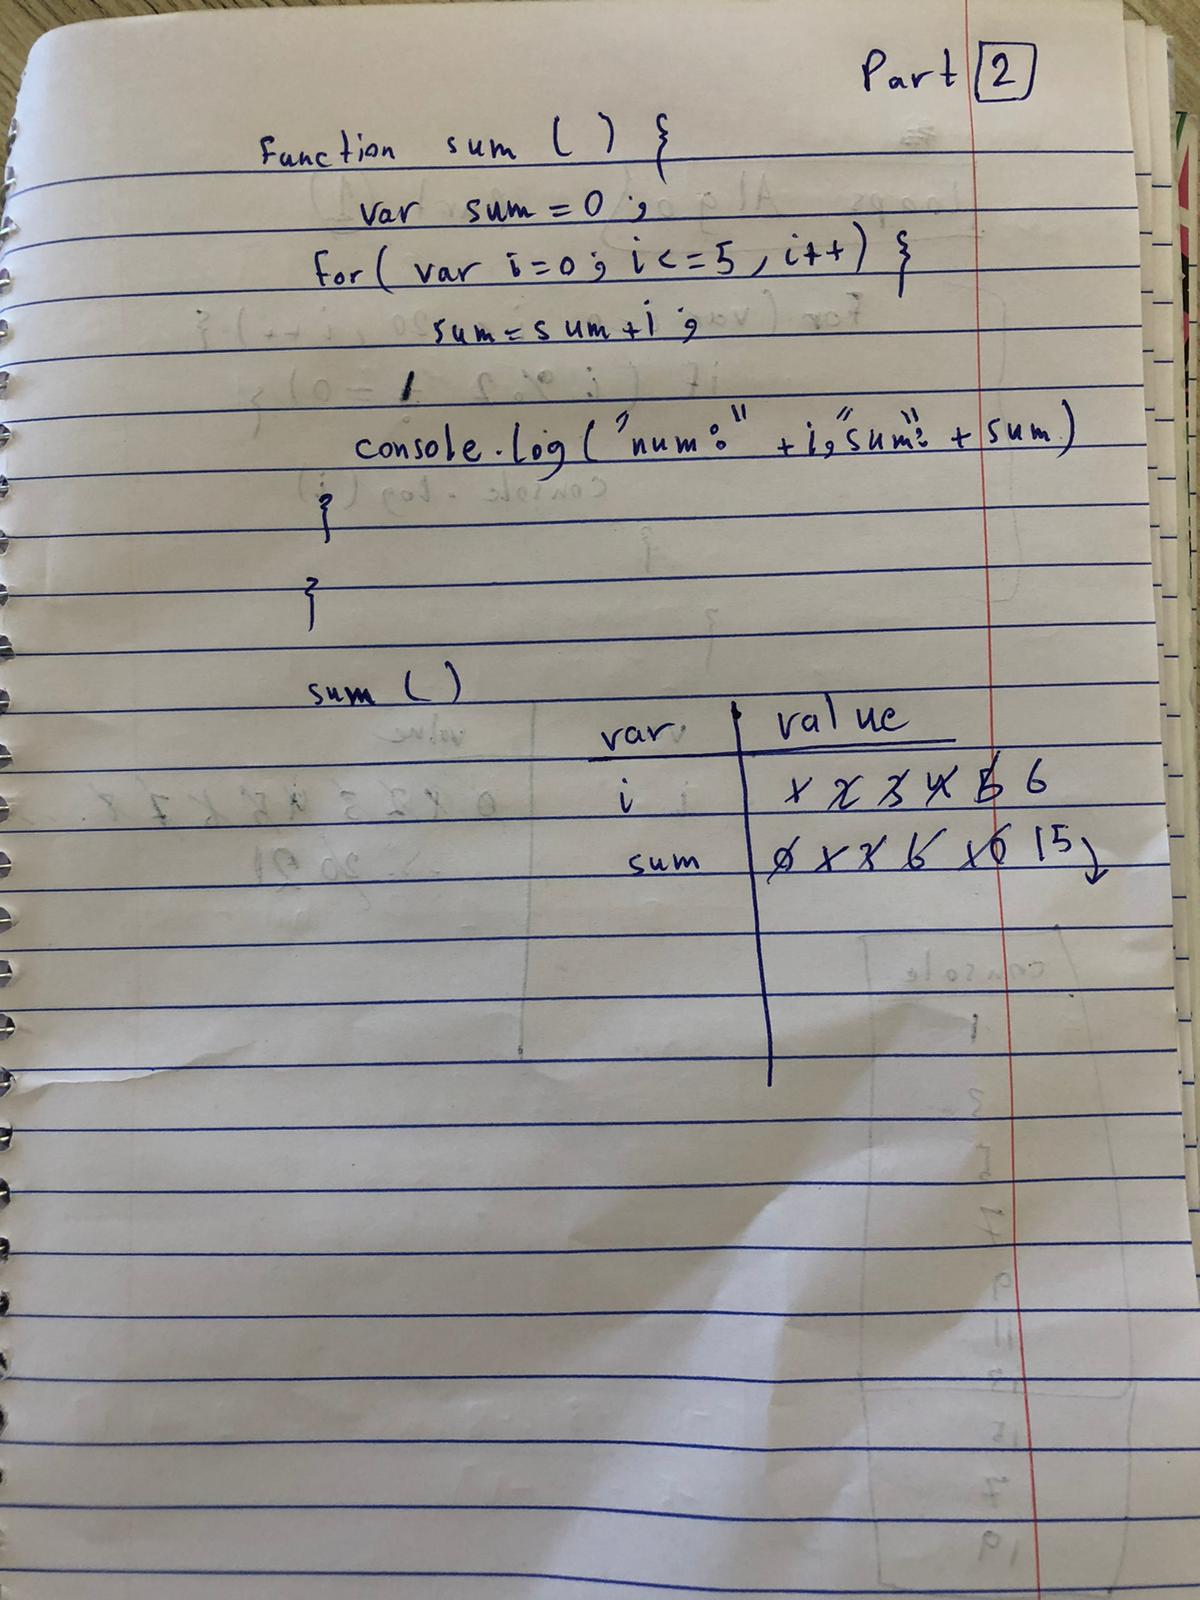 Part 2
Function sum ( ) {
var sum = 0 ;
For ( var i=0 ; i <= 5 , i++) {
sum = sum + i ;
console.log ( "num:" + i, "sum": + sum )
}
}
sum ( )
var value
i 1 2 3 4 5 6
sum 0 1 3 6 10 15